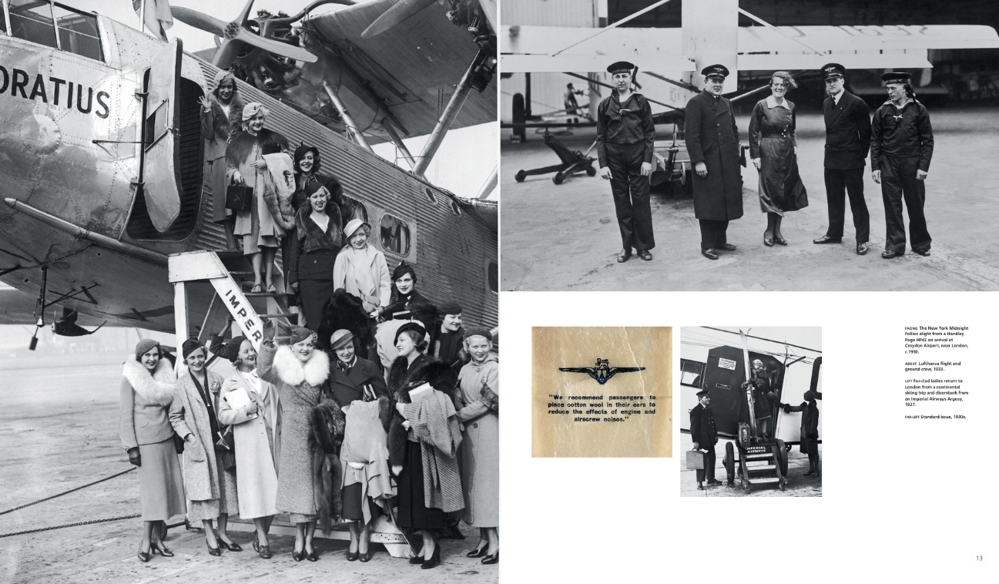 ORATIUS
IMPER
"We recommend passengers to
place cotton wool in their ears to
reduce the effects of engine and
airscrew noises."
IMPERIAL
AIRWAYS
FACING The New York Midnight
Follies alight from a Handley
Page HP42 on arrival at
Croydon Airport, near London,
c.1930.
ABOVE Lufthansa flight and
ground crew, 1933.
LEFT Fur-clad ladies return to
London from a continental
skiing trip and disembark from
an Imperial Airways Argosy,
1927.
FAR LEFT Standard issue, 1930s.
13